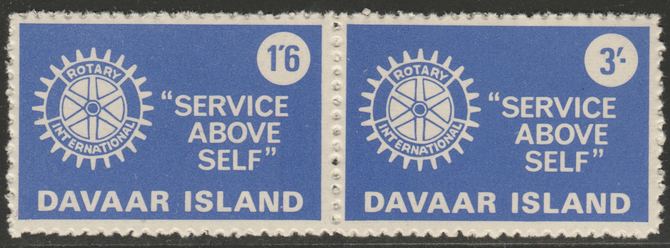 1'6
ROTARY
INTERNATIONAL
"SERVICE
ABOVE
SELF"
DAVAAR ISLAND
3/-
ROTARY
INTERNATIONAL
"SERVICE
ABOVE
SELF"
DAVAAR ISLAND